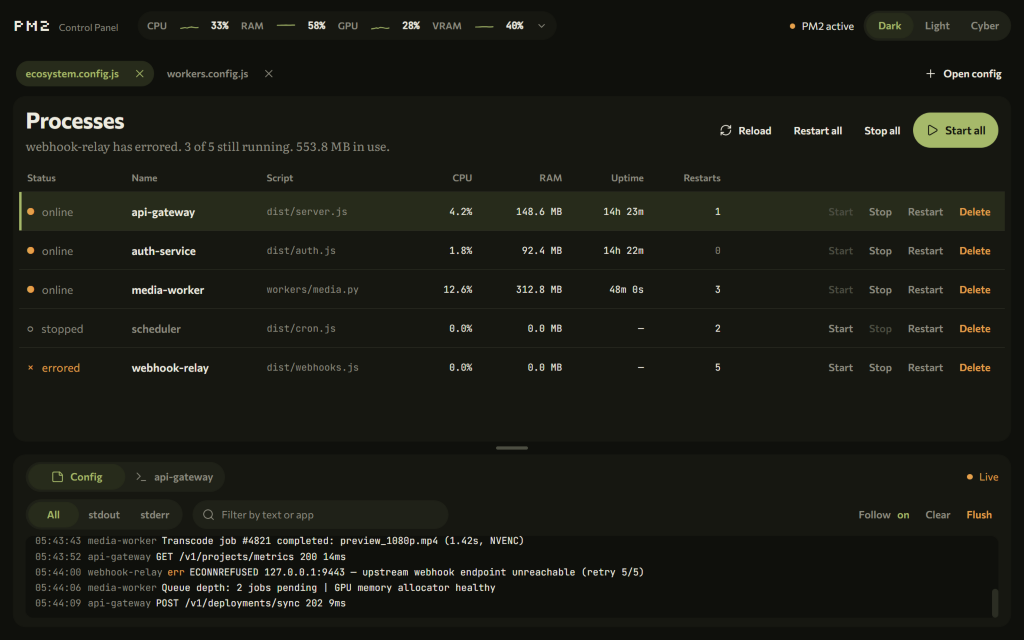 PM2 Control Panel CPU 33% RAM 58% GPU 28% VRAM 40% PM2 active Dark Light Cyber
ecosystem.config.js workers.config.js Open config
Processes
webhook-relay has errored. 3 of 5 still running. 553.8 MB in use.
Reload Restart all Stop all Start all
Status Name Script CPU RAM Uptime Restarts
online api-gateway dist/server.js 4.2% 148.6 MB 14h 23m 1 Start Stop Restart Delete
online auth-service dist/auth.js 1.8% 92.4 MB 14h 22m 0 Start Stop Restart Delete
online media-worker workers/media.py 12.6% 312.8 MB 48m 0s 3 Start Stop Restart Delete
stopped scheduler dist/cron.js 0.0% 0.0 MB — 2 Start Stop Restart Delete
errored webhook-relay dist/webhooks.js 0.0% 0.0 MB — 5 Start Stop Restart Delete
Config >_ api-gateway Live
All stdout stderr Filter by text or app Follow on Clear Flush
05:43:43 media-worker Transcode job #4821 completed: preview_1080p.mp4 (1.42s, NVENC)
05:43:52 api-gateway GET /v1/projects/metrics 200 14ms
05:44:00 webhook-relay err ECONNREFUSED 127.0.0.1:9443 — upstream webhook endpoint unreachable (retry 5/5)
05:44:06 media-worker Queue depth: 2 jobs pending | GPU memory allocator healthy
05:44:09 api-gateway POST /v1/deployments/sync 202 9ms